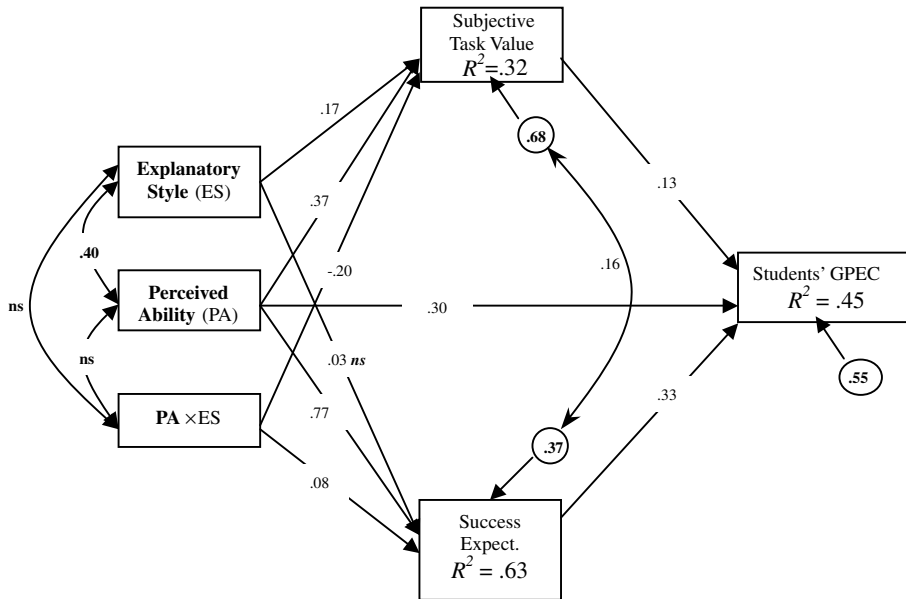 Subjective
Task Value
R²=.32
.17
.68
Explanatory
Style (ES)
.13
.37
.40
.16
-.20
Students’ GPEC
R² = .45
Perceived
Ability (PA)
ns
.30
ns
.03 ns
.55
.33
PA ×ES
.77
.37
.08
Success
Expect.
R² = .63